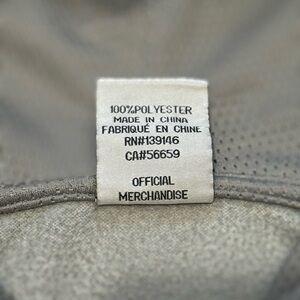 100%POLYESTER
MADE IN CHINA
FABRIQUÉ EN CHINE
RN#139146
CA#56659
OFFICIAL
MERCHANDISE